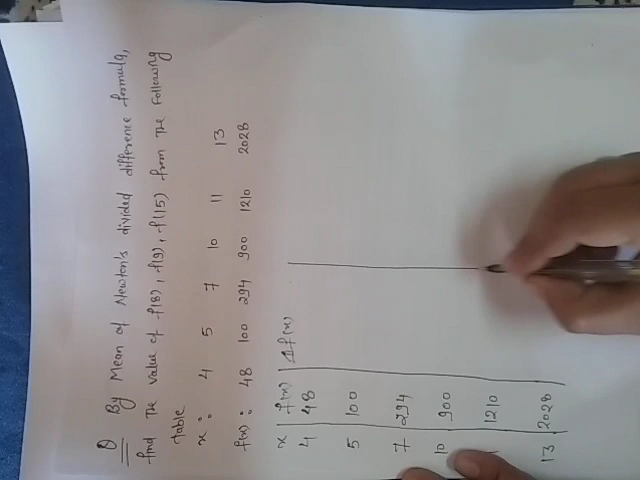 Q By Mean of Newton's divided difference formula,
find The value of f(8), f(9), f(15) from The Following
table
x : 4 5 7 10 11 13
f(x) : 48 100 294 900 1210 2028
x f(x) Δf(x)
4 48
5 100
7 294
10 900
1210
13 2028